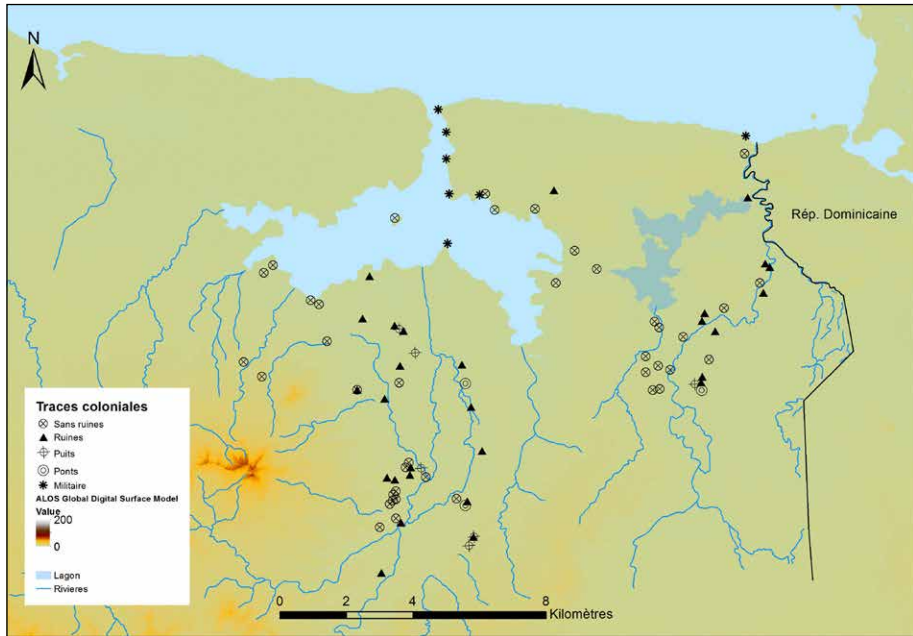 N
Rép. Dominicaine
Traces coloniales
Sans ruines
Ruines
Puits
Ponts
Militaire
ALOS Global Digital Surface Model
Value
200
0
Lagon
Rivieres
0 2 4 8
Kilomètres